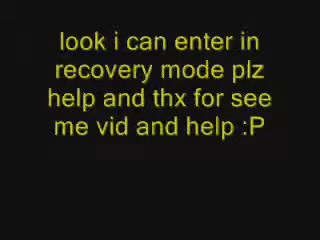 look i can enter in
recovery mode plz
help and thx for see
me vid and help :P